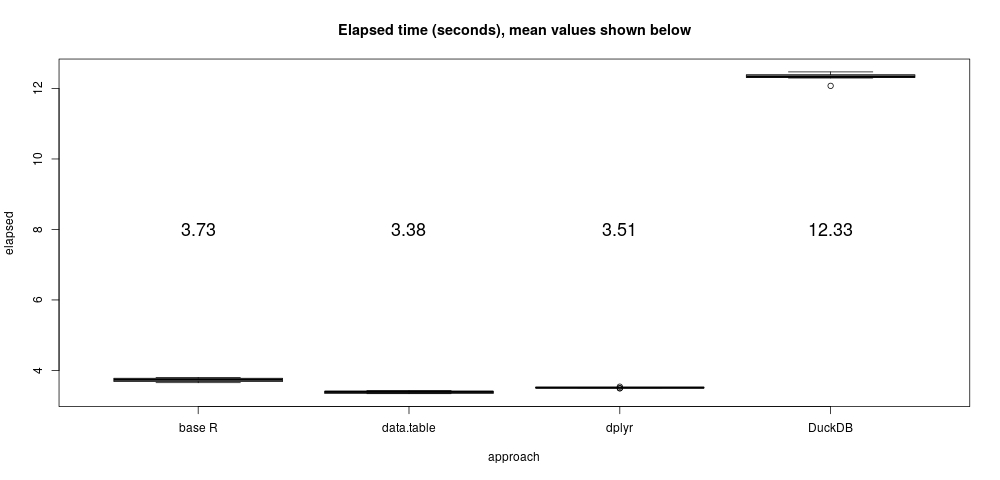 Elapsed time (seconds), mean values shown below
elapsed
12
10
8
6
4
3.73 3.38 3.51 12.33
base R data.table dplyr DuckDB
approach